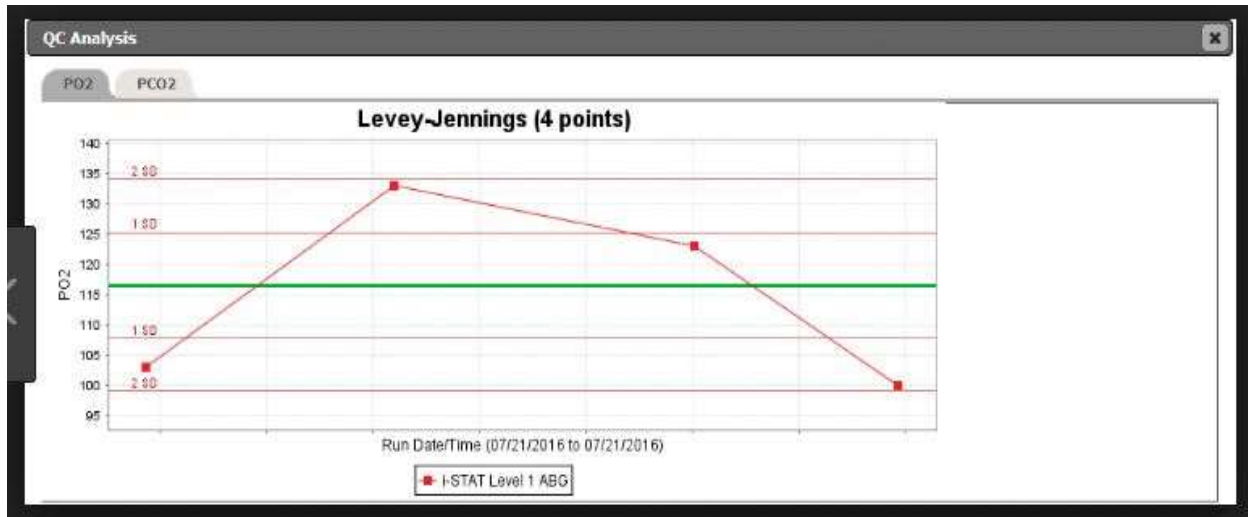 QC Analysis
PO2 PCO2
Levey-Jennings (4 points)
140
135
2 SD
130
1 SD
125
120
PO2
115
110
1 SD
105
2 SD
100
95
Run Date/Time (07/21/2016 to 07/21/2016)
i-STAT Level 1 ABG